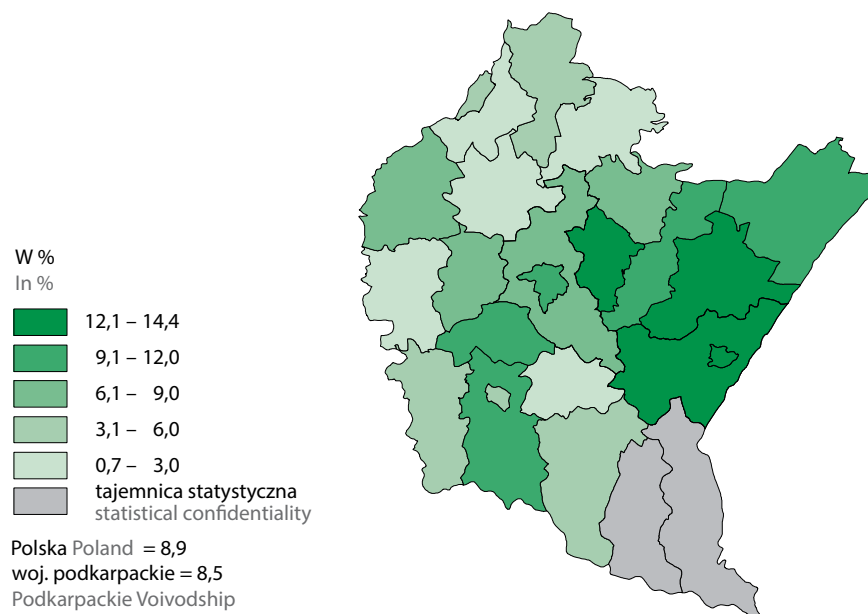 W %
In %
12,1 – 14,4
9,1 – 12,0
6,1 – 9,0
3,1 – 6,0
0,7 – 3,0
tajemnica statystyczna
statistical confidentiality
Polska Poland = 8,9
woj. podkarpackie = 8,5
Podkarpackie Voivodship